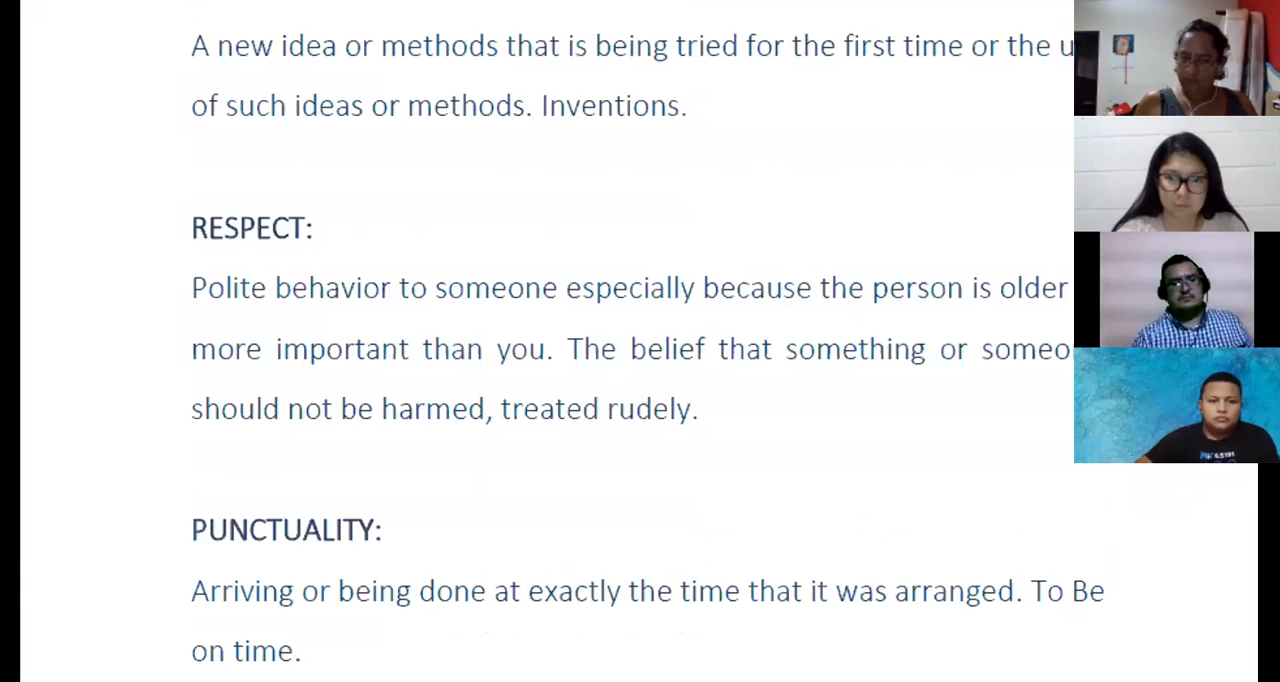 A new idea or methods that is being tried for the first time or the
of such ideas or methods. Inventions.
RESPECT:
Polite behavior to someone especially because the person is older
more important than you. The belief that something or
should not be harmed, treated rudely.
PUNCTUALITY:
Arriving or being done at exactly the time that it was arranged. To Be
on time.